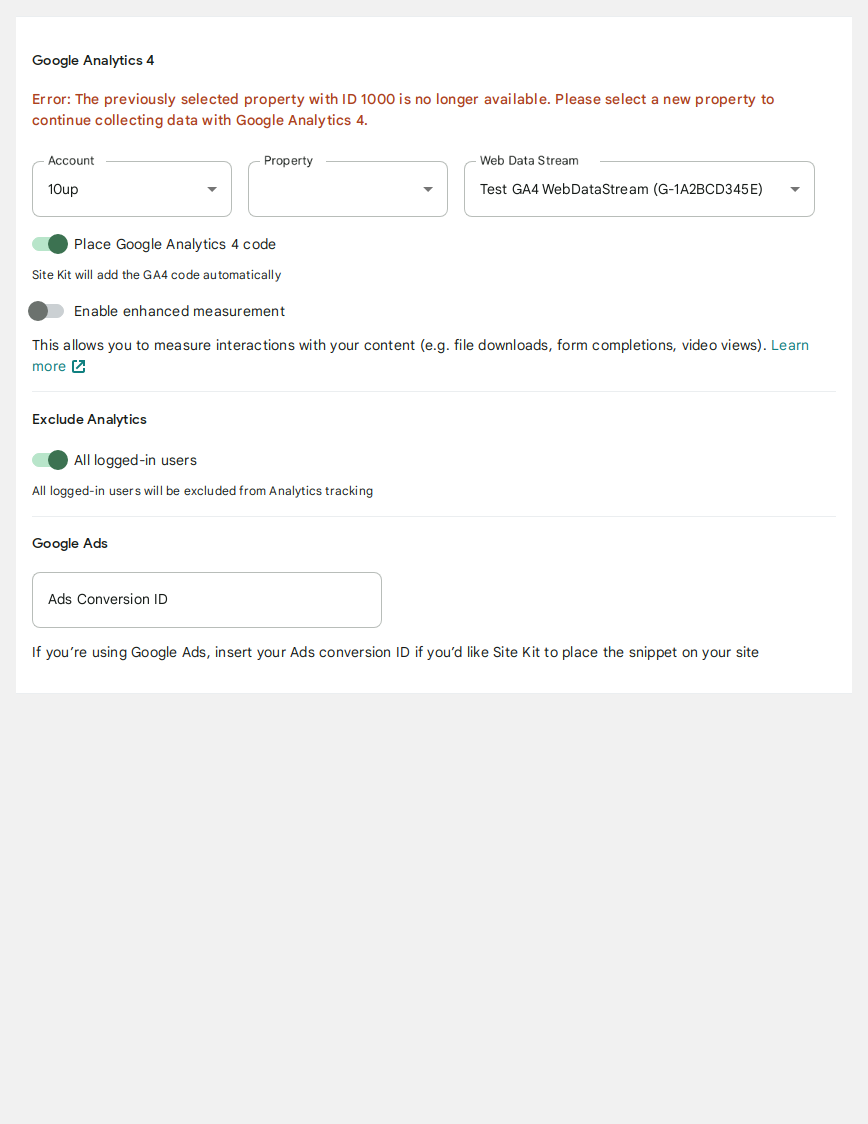 Google Analytics 4
Error: The previously selected property with ID 1000 is no longer available. Please select a new property to
continue collecting data with Google Analytics 4.
Account
10up
Property
Web Data Stream
Test GA4 WebDataStream (G-1A2BCD345E)
Place Google Analytics 4 code
Site Kit will add the GA4 code automatically
Enable enhanced measurement
This allows you to measure interactions with your content (e.g. file downloads, form completions, video views). Learn
more
Exclude Analytics
All logged-in users
All logged-in users will be excluded from Analytics tracking
Google Ads
Ads Conversion ID
If you’re using Google Ads, insert your Ads conversion ID if you’d like Site Kit to place the snippet on your site